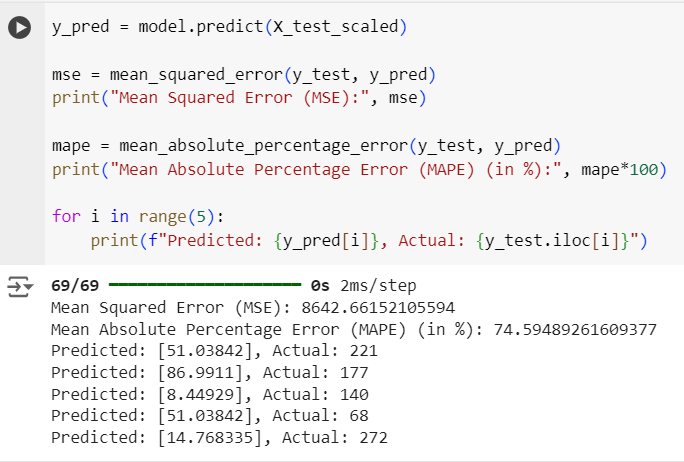 y_pred = model.predict(X_test_scaled)
mse = mean_squared_error(y_test, y_pred)
print("Mean Squared Error (MSE):", mse)
mape = mean_absolute_percentage_error(y_test, y_pred)
print("Mean Absolute Percentage Error (MAPE) (in %):", mape*100)
for i in range(5):
    print(f"Predicted: {y_pred[i]}, Actual: {y_test.iloc[i]}")
69/69 ━━━━━━━━━━━━━━━━━━━━ 0s 2ms/step
Mean Squared Error (MSE): 8642.66152105594
Mean Absolute Percentage Error (MAPE) (in %): 74.59489261609377
Predicted: [51.03842], Actual: 221
Predicted: [86.9911], Actual: 177
Predicted: [8.44929], Actual: 140
Predicted: [51.03842], Actual: 68
Predicted: [14.768335], Actual: 272